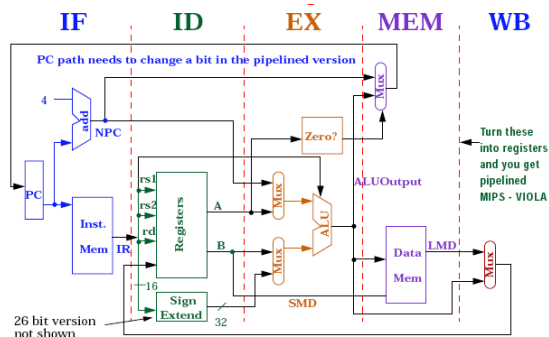 IF ID EX MEM WB
PC path needs to change a bit in the pipelined version
4
add
NPC
Mux
Zero?
Turn these
into registers
and you get
pipelined
MIPS - VIOLA
rs1
rs2
rd
Registers
A
B
Mux
Mux
ALU
ALUOutput
PC
Inst.
Mem
IR
Data
Mem
LMD
Mux
16
Sign
Extend
32
SMD
26 bit version
not shown